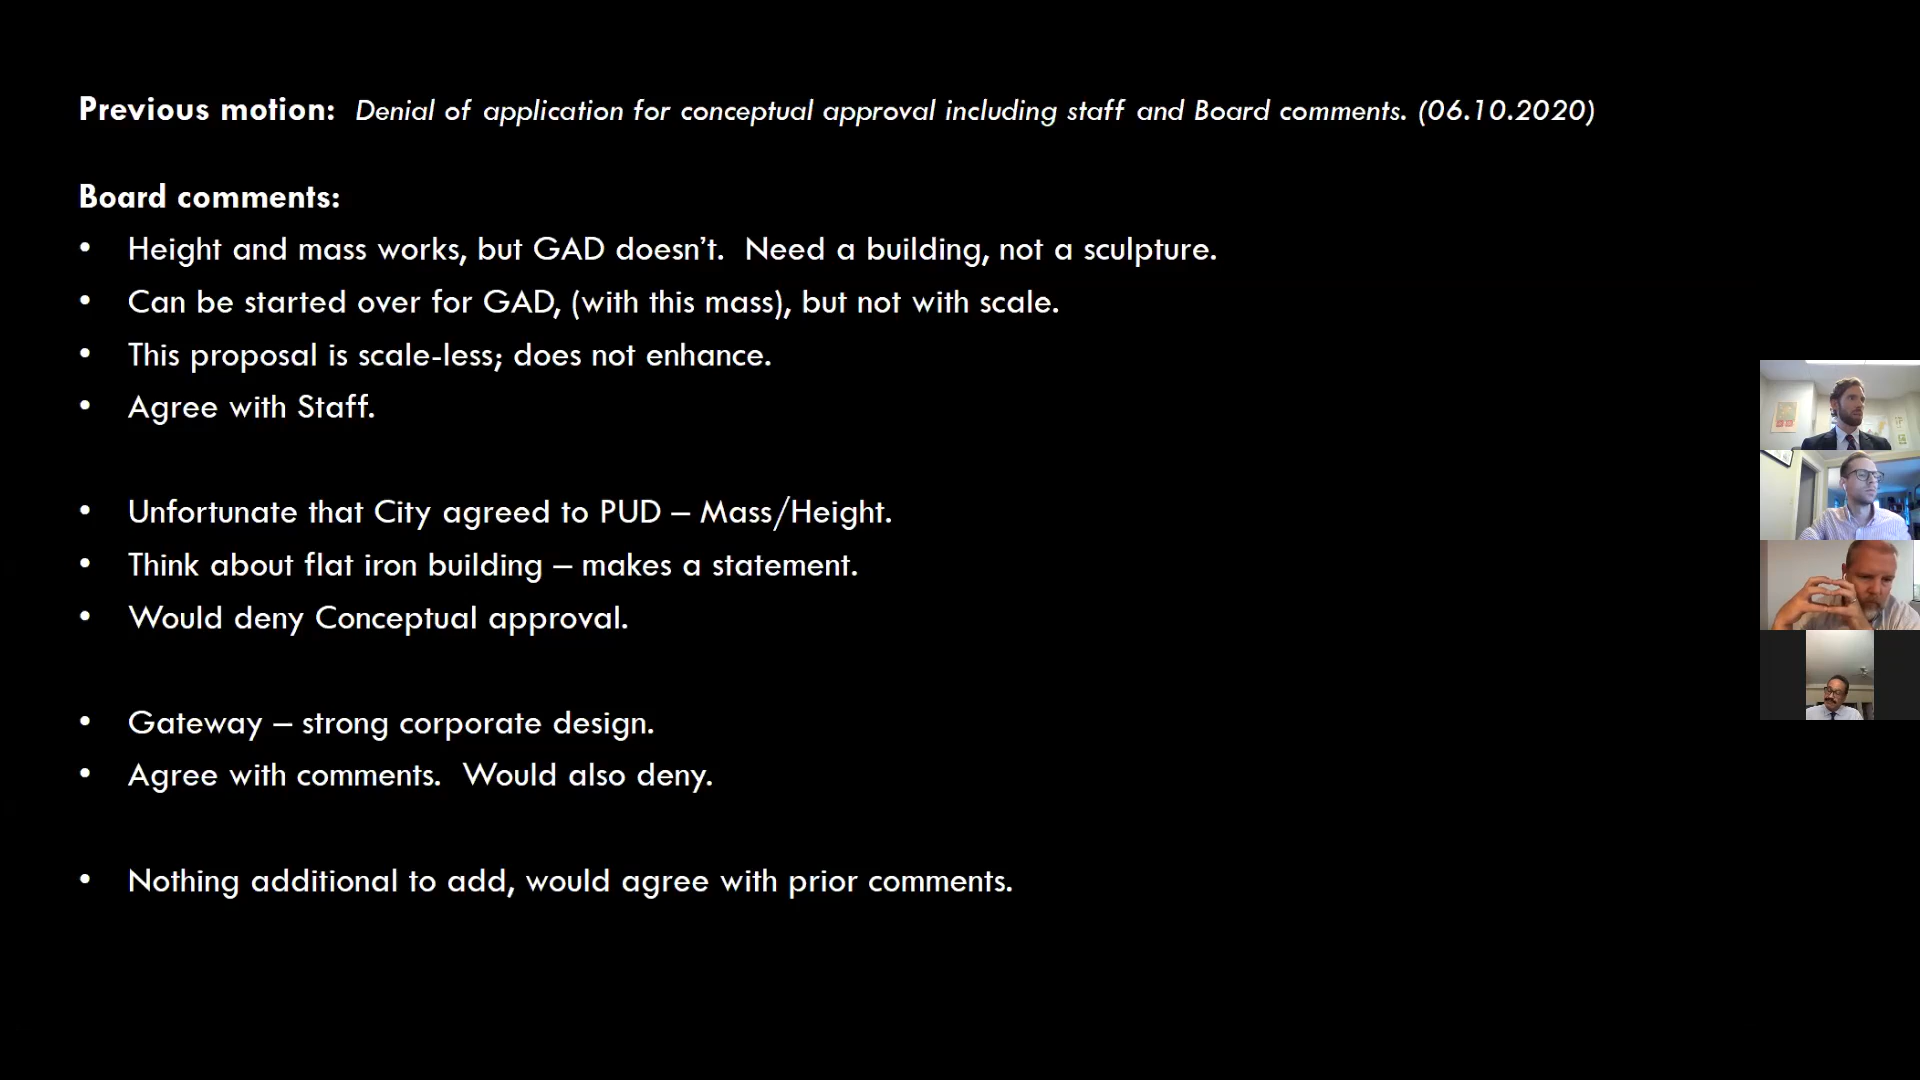 Previous motion: Denial of application for conceptual approval including staff and Board comments. (06.10.2020)
Board comments:
• Height and mass works, but GAD doesn’t. Need a building, not a sculpture.
• Can be started over for GAD, (with this mass), but not with scale.
• This proposal is scale-less; does not enhance.
• Agree with Staff.
• Unfortunate that City agreed to PUD – Mass/Height.
• Think about flat iron building – makes a statement.
• Would deny Conceptual approval.
• Gateway – strong corporate design.
• Agree with comments. Would also deny.
• Nothing additional to add, would agree with prior comments.